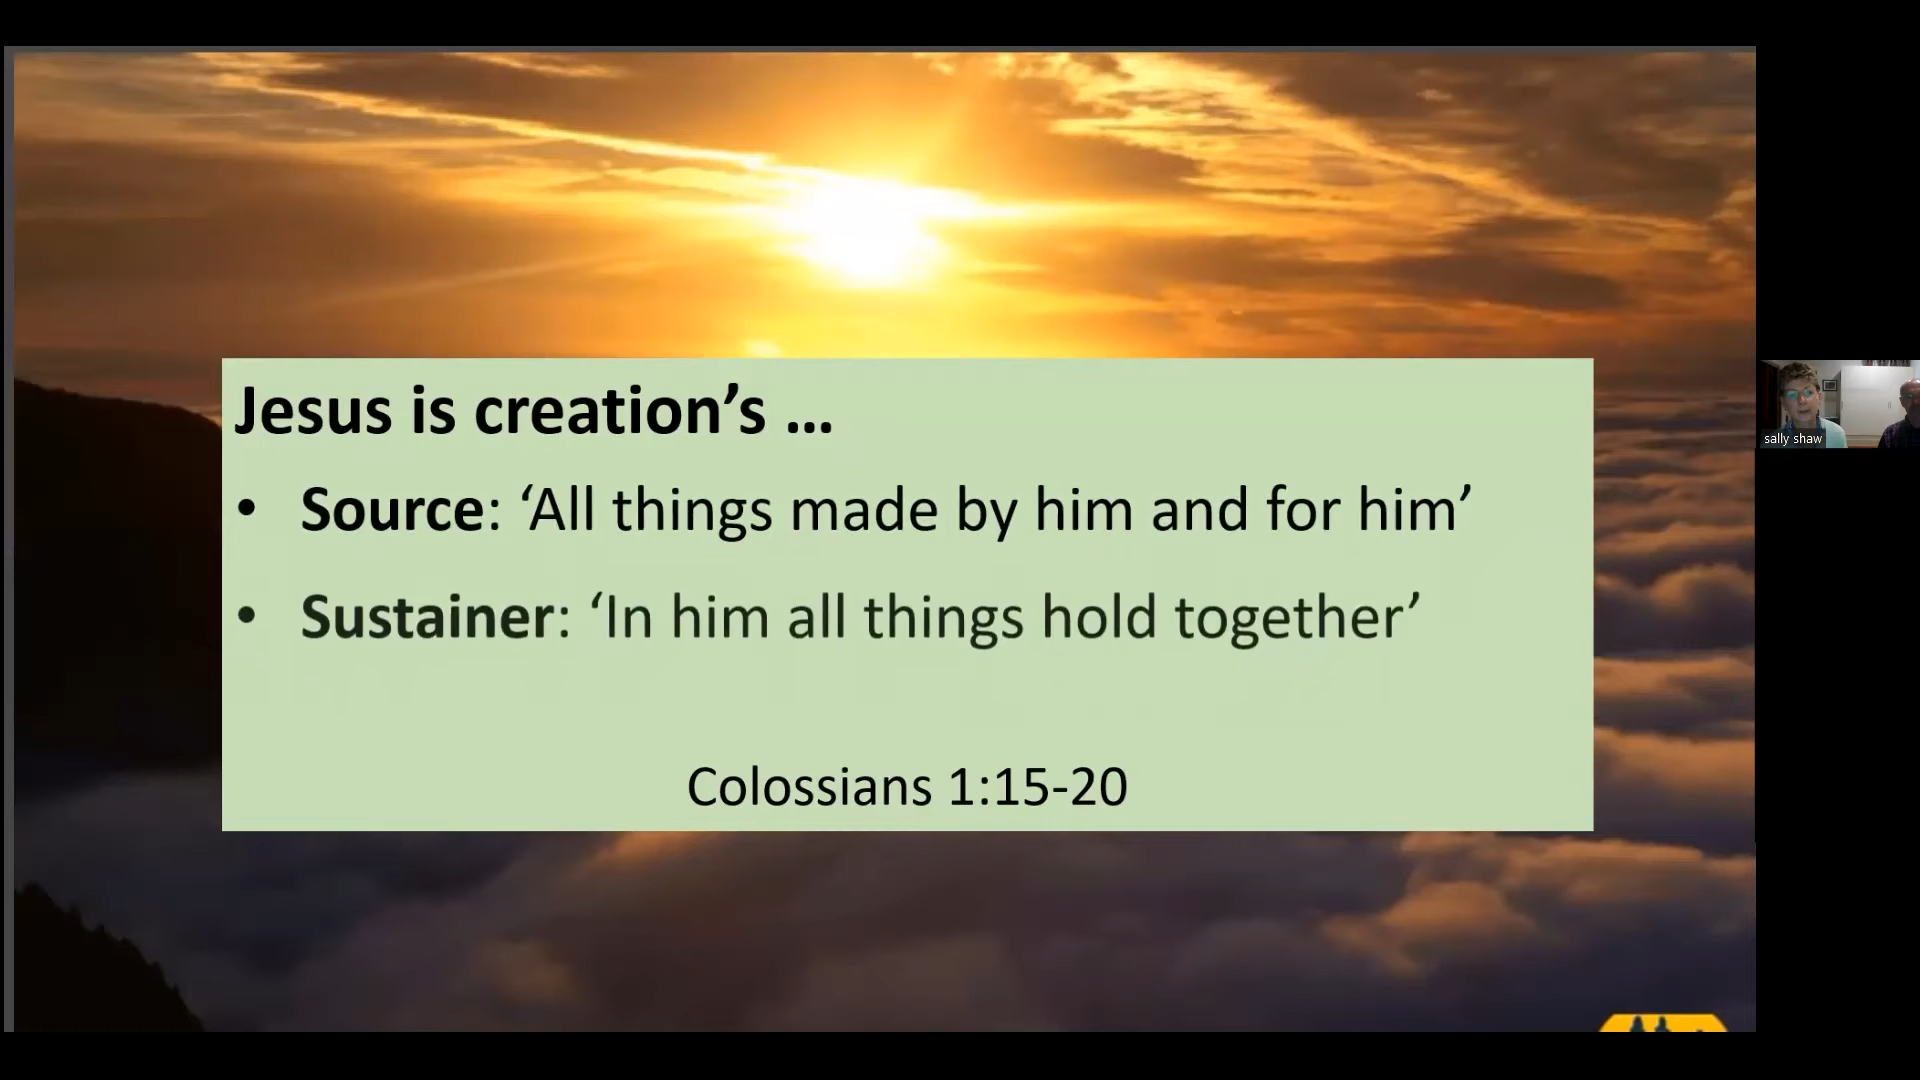 Jesus is creation’s …
• Source: ‘All things made by him and for him’
• Sustainer: ‘In him all things hold together’
Colossians 1:15-20
sally shaw